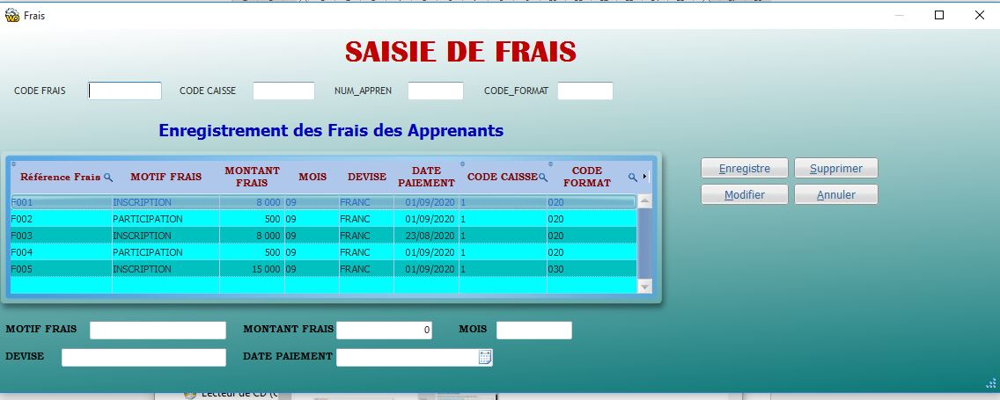 Frais
SAISIE DE FRAIS
CODE FRAIS CODE CAISSE NUM_APPREN CODE_FORMAT
Enregistrement des Frais des Apprenants
Référence Frais MOTIF FRAIS MONTANT FRAIS MOIS DEVISE DATE PAIEMENT CODE CAISSE CODE FORMAT
F001 INSCRIPTION 8 000 09 FRANC 01/09/2020 1 020
F002 PARTICIPATION 500 09 FRANC 01/09/2020 1 020
F003 INSCRIPTION 8 000 09 FRANC 23/08/2020 1 020
F004 PARTICIPATION 500 09 FRANC 01/09/2020 1 020
F005 INSCRIPTION 15 000 09 FRANC 01/09/2020 1 030
Enregistre Supprimer
Modifier Annuler
MOTIF FRAIS MONTANT FRAIS 0 MOIS
DEVISE DATE PAIEMENT
Lecteur de CD (